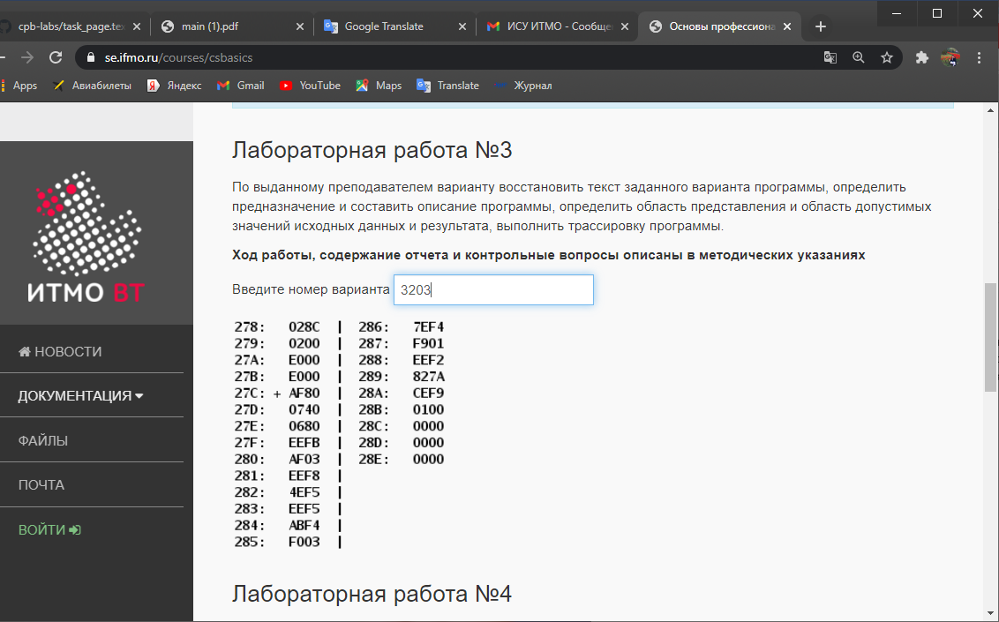 cpb-labs/task_page.tex
main (1).pdf
Google Translate
ИСУ ИТМО - Сообще
Основы профессиона
se.ifmo.ru/courses/csbasics
Apps
Авиабилеты
Яндекс
Gmail
YouTube
Maps
Translate
Журнал
ИТМО ВТ
НОВОСТИ
ДОКУМЕНТАЦИЯ
ФАЙЛЫ
ПОЧТА
ВОЙТИ
Лабораторная работа №3
По выданному преподавателем варианту восстановить текст заданного варианта программы, определить
предназначение и составить описание программы, определить область представления и область допустимых
значений исходных данных и результата, выполнить трассировку программы.
Ход работы, содержание отчета и контрольные вопросы описаны в методических указаниях
Введите номер варианта 3203
278: 028C | 286: 7EF4
279: 0200 | 287: F901
27A: E000 | 288: EEF2
27B: E000 | 289: 827A
27C: + AF80 | 28A: CEF9
27D: 0740 | 28B: 0100
27E: 0680 | 28C: 0000
27F: EEFB | 28D: 0000
280: AF03 | 28E: 0000
281: EEF8 |
282: 4EF5 |
283: EEF5 |
284: ABF4 |
285: F003 |
Лабораторная работа №4